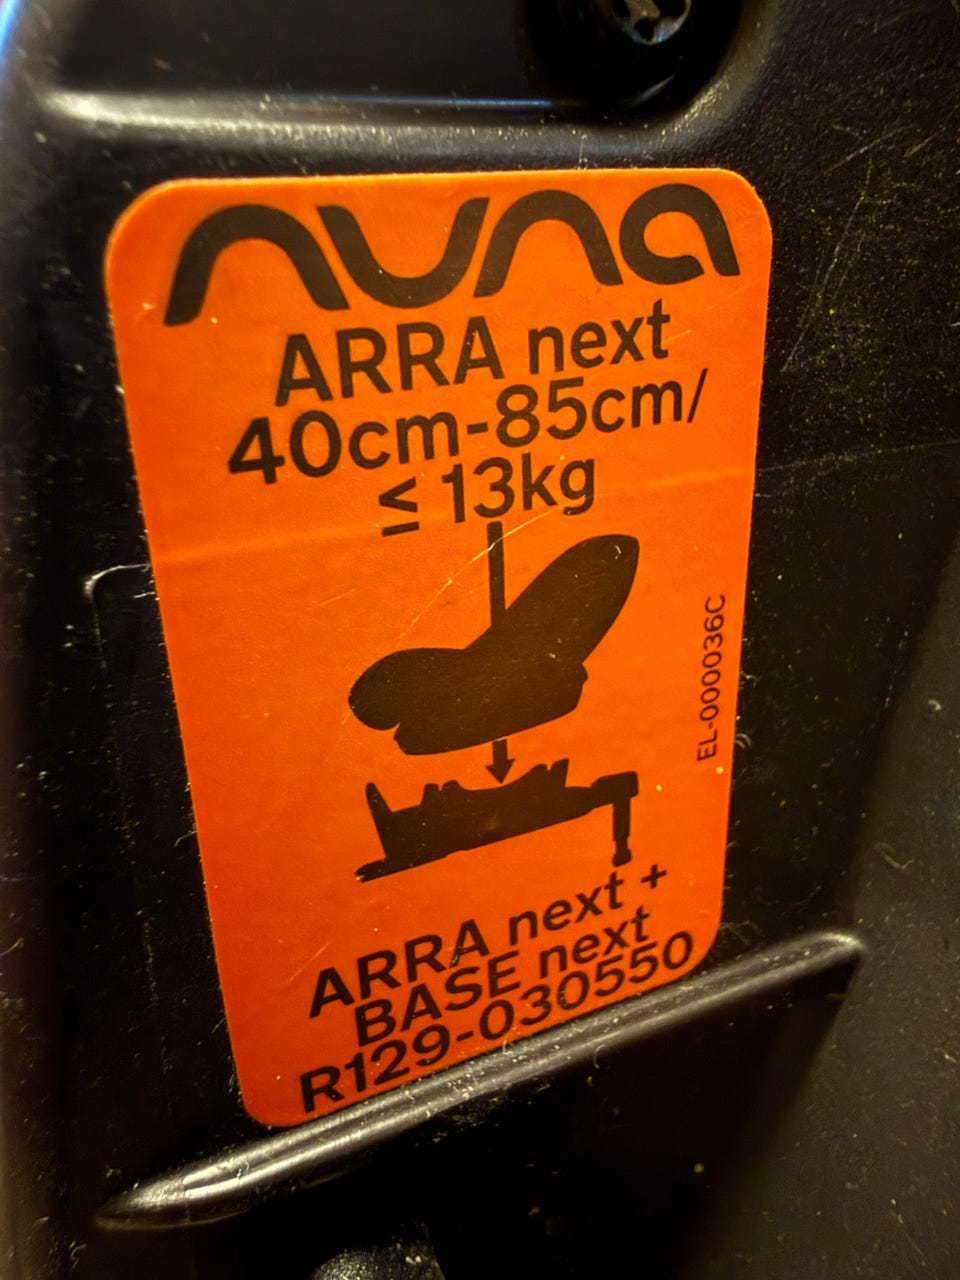 nuna
ARRA next
40cm-85cm/
≤ 13kg
EL-000036C
ARRA next +
BASE next
R129-030550